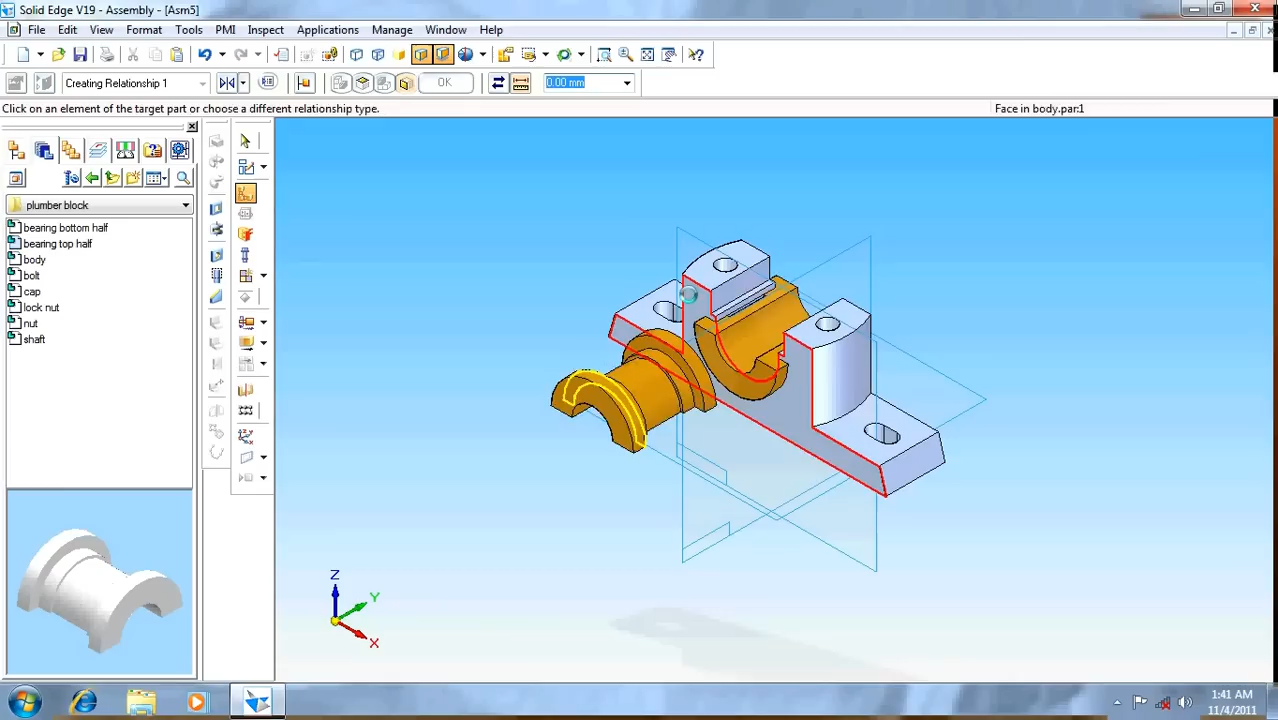 Solid Edge V19 - Assembly - [Asm5]
File Edit View Format Tools PMI Inspect Applications Manage Window Help
Creating Relationship 1
OK
0.00 mm
Click on an element of the target part or choose a different relationship type.
Face in body.par:1
plumber block
bearing bottom half
bearing top half
body
bolt
cap
lock nut
nut
shaft
Z
Y
X
1:41 AM
11/4/2011